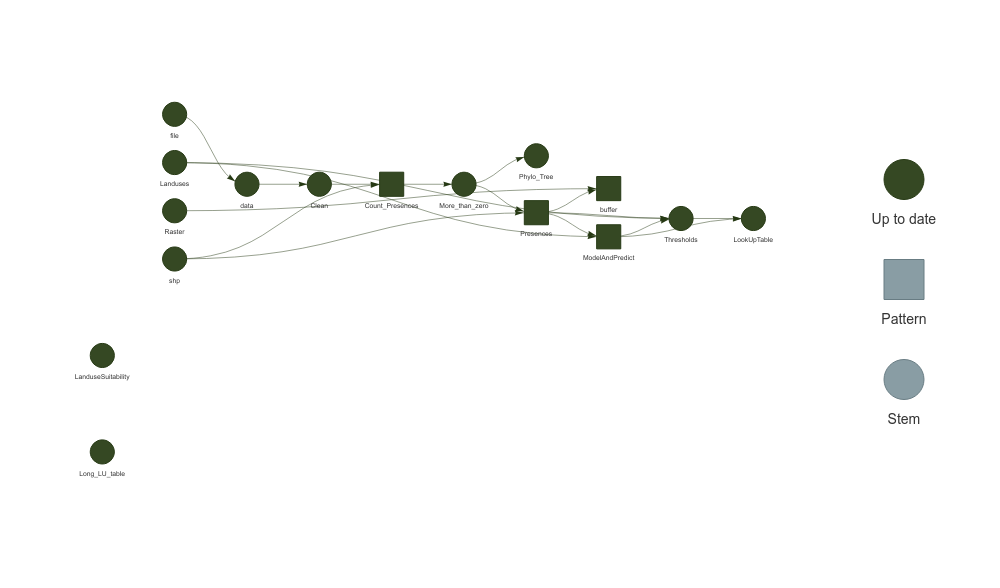 file
Landuses
Raster
shp
data
Clean
Count_Presences
More_than_zero
Phylo_Tree
Presences
buffer
ModelAndPredict
Thresholds
LookUpTable
LanduseSuitability
Long_LU_table
Up to date
Pattern
Stem